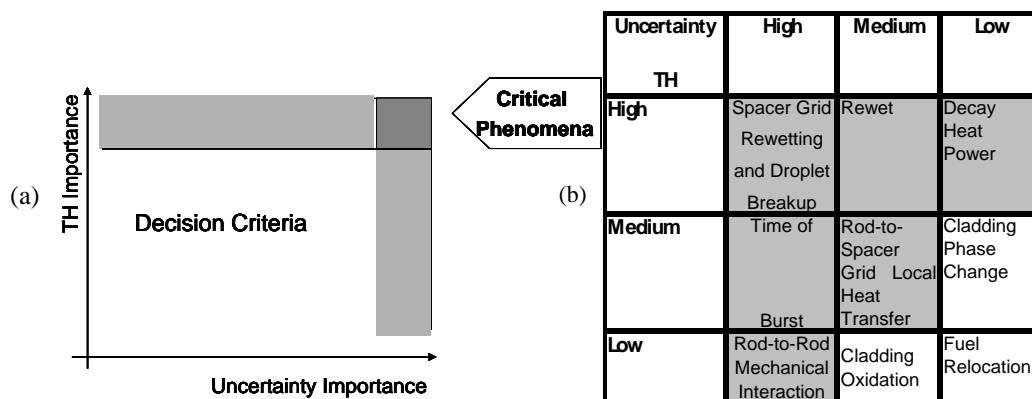 (a)
TH Importance
Decision Criteria
Uncertainty Importance
Critical
Phenomena
(b)
Uncertainty
TH
High
Medium
Low
High
Spacer Grid
Rewetting
and Droplet
Breakup
Rewet
Decay
Heat
Power
Medium
Time of
Burst
Rod-to-
Spacer
Grid Local
Heat
Transfer
Cladding
Phase
Change
Low
Rod-to-Rod
Mechanical
Interaction
Cladding
Oxidation
Fuel
Relocation